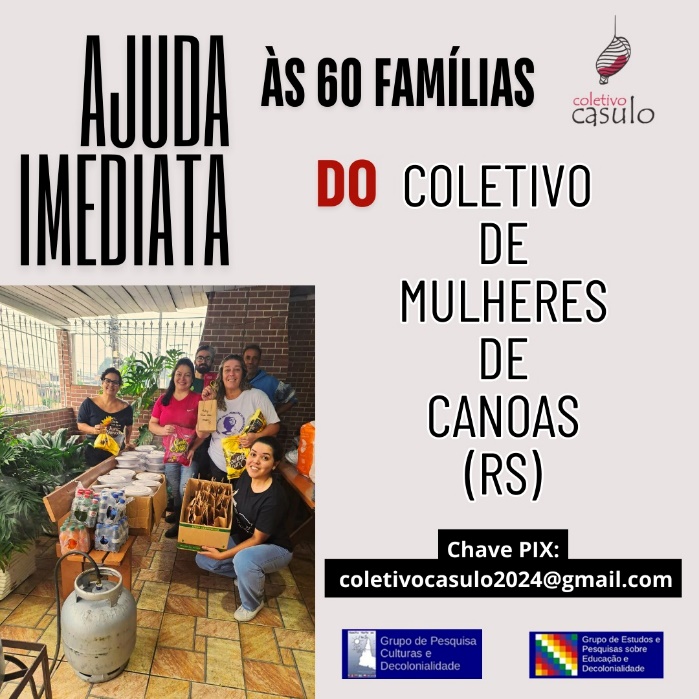 AJUDA
IMEDIATA
ÀS 60 FAMÍLIAS
coletivo
casulo
DO COLETIVO
DE
MULHERES
DE
CANOAS
(RS)
Chave PIX:
coletivocasulo2024@gmail.com
Grupo de Pesquisa
Culturas e
Decolonialidade
Grupo de Estudos e
Pesquisas sobre
Educação e
Decolonialidade